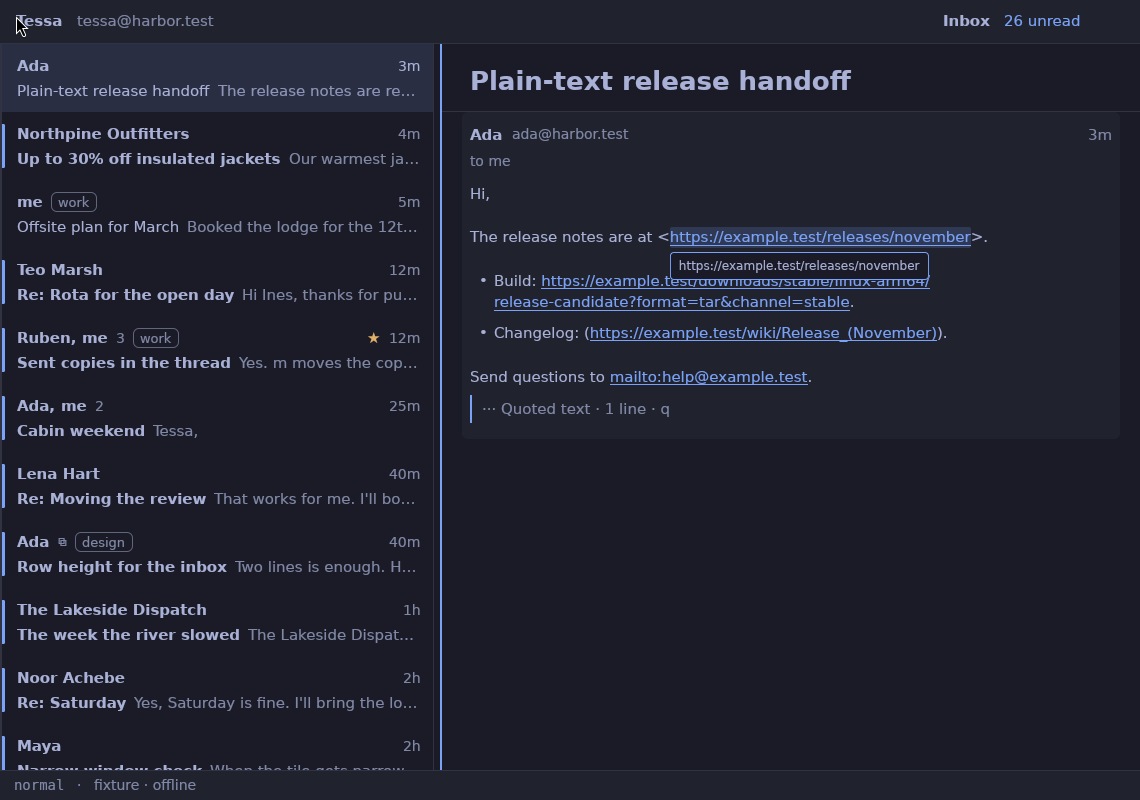 Tessa tessa@harbor.test Inbox 26 unread
Ada 3m
Plain-text release handoff The release notes are re…
Northpine Outfitters 4m
Up to 30% off insulated jackets Our warmest ja…
me work 5m
Offsite plan for March Booked the lodge for the 12t…
Teo Marsh 12m
Re: Rota for the open day Hi Ines, thanks for pu…
Ruben, me 3 work ★ 12m
Sent copies in the thread Yes. m moves the cop…
Ada, me 2 25m
Cabin weekend Tessa,
Lena Hart 40m
Re: Moving the review That works for me. I'll bo…
Ada ⧉ design 40m
Row height for the inbox Two lines is enough. H…
The Lakeside Dispatch 1h
The week the river slowed The Lakeside Dispat…
Noor Achebe 2h
Re: Saturday Yes, Saturday is fine. I'll bring the lo…
Maya 2h
Narrow window check When the tile gets narrow…
Plain-text release handoff
Ada ada@harbor.test 3m
to me
Hi,
The release notes are at <https://example.test/releases/november>.
https://example.test/releases/november
• Build: https://example.test/downloads/stable/linux-arm64/
release-candidate?format=tar&channel=stable.
• Changelog: (https://example.test/wiki/Release_(November)).
Send questions to mailto:help@example.test.
··· Quoted text · 1 line · q
normal · fixture · offline